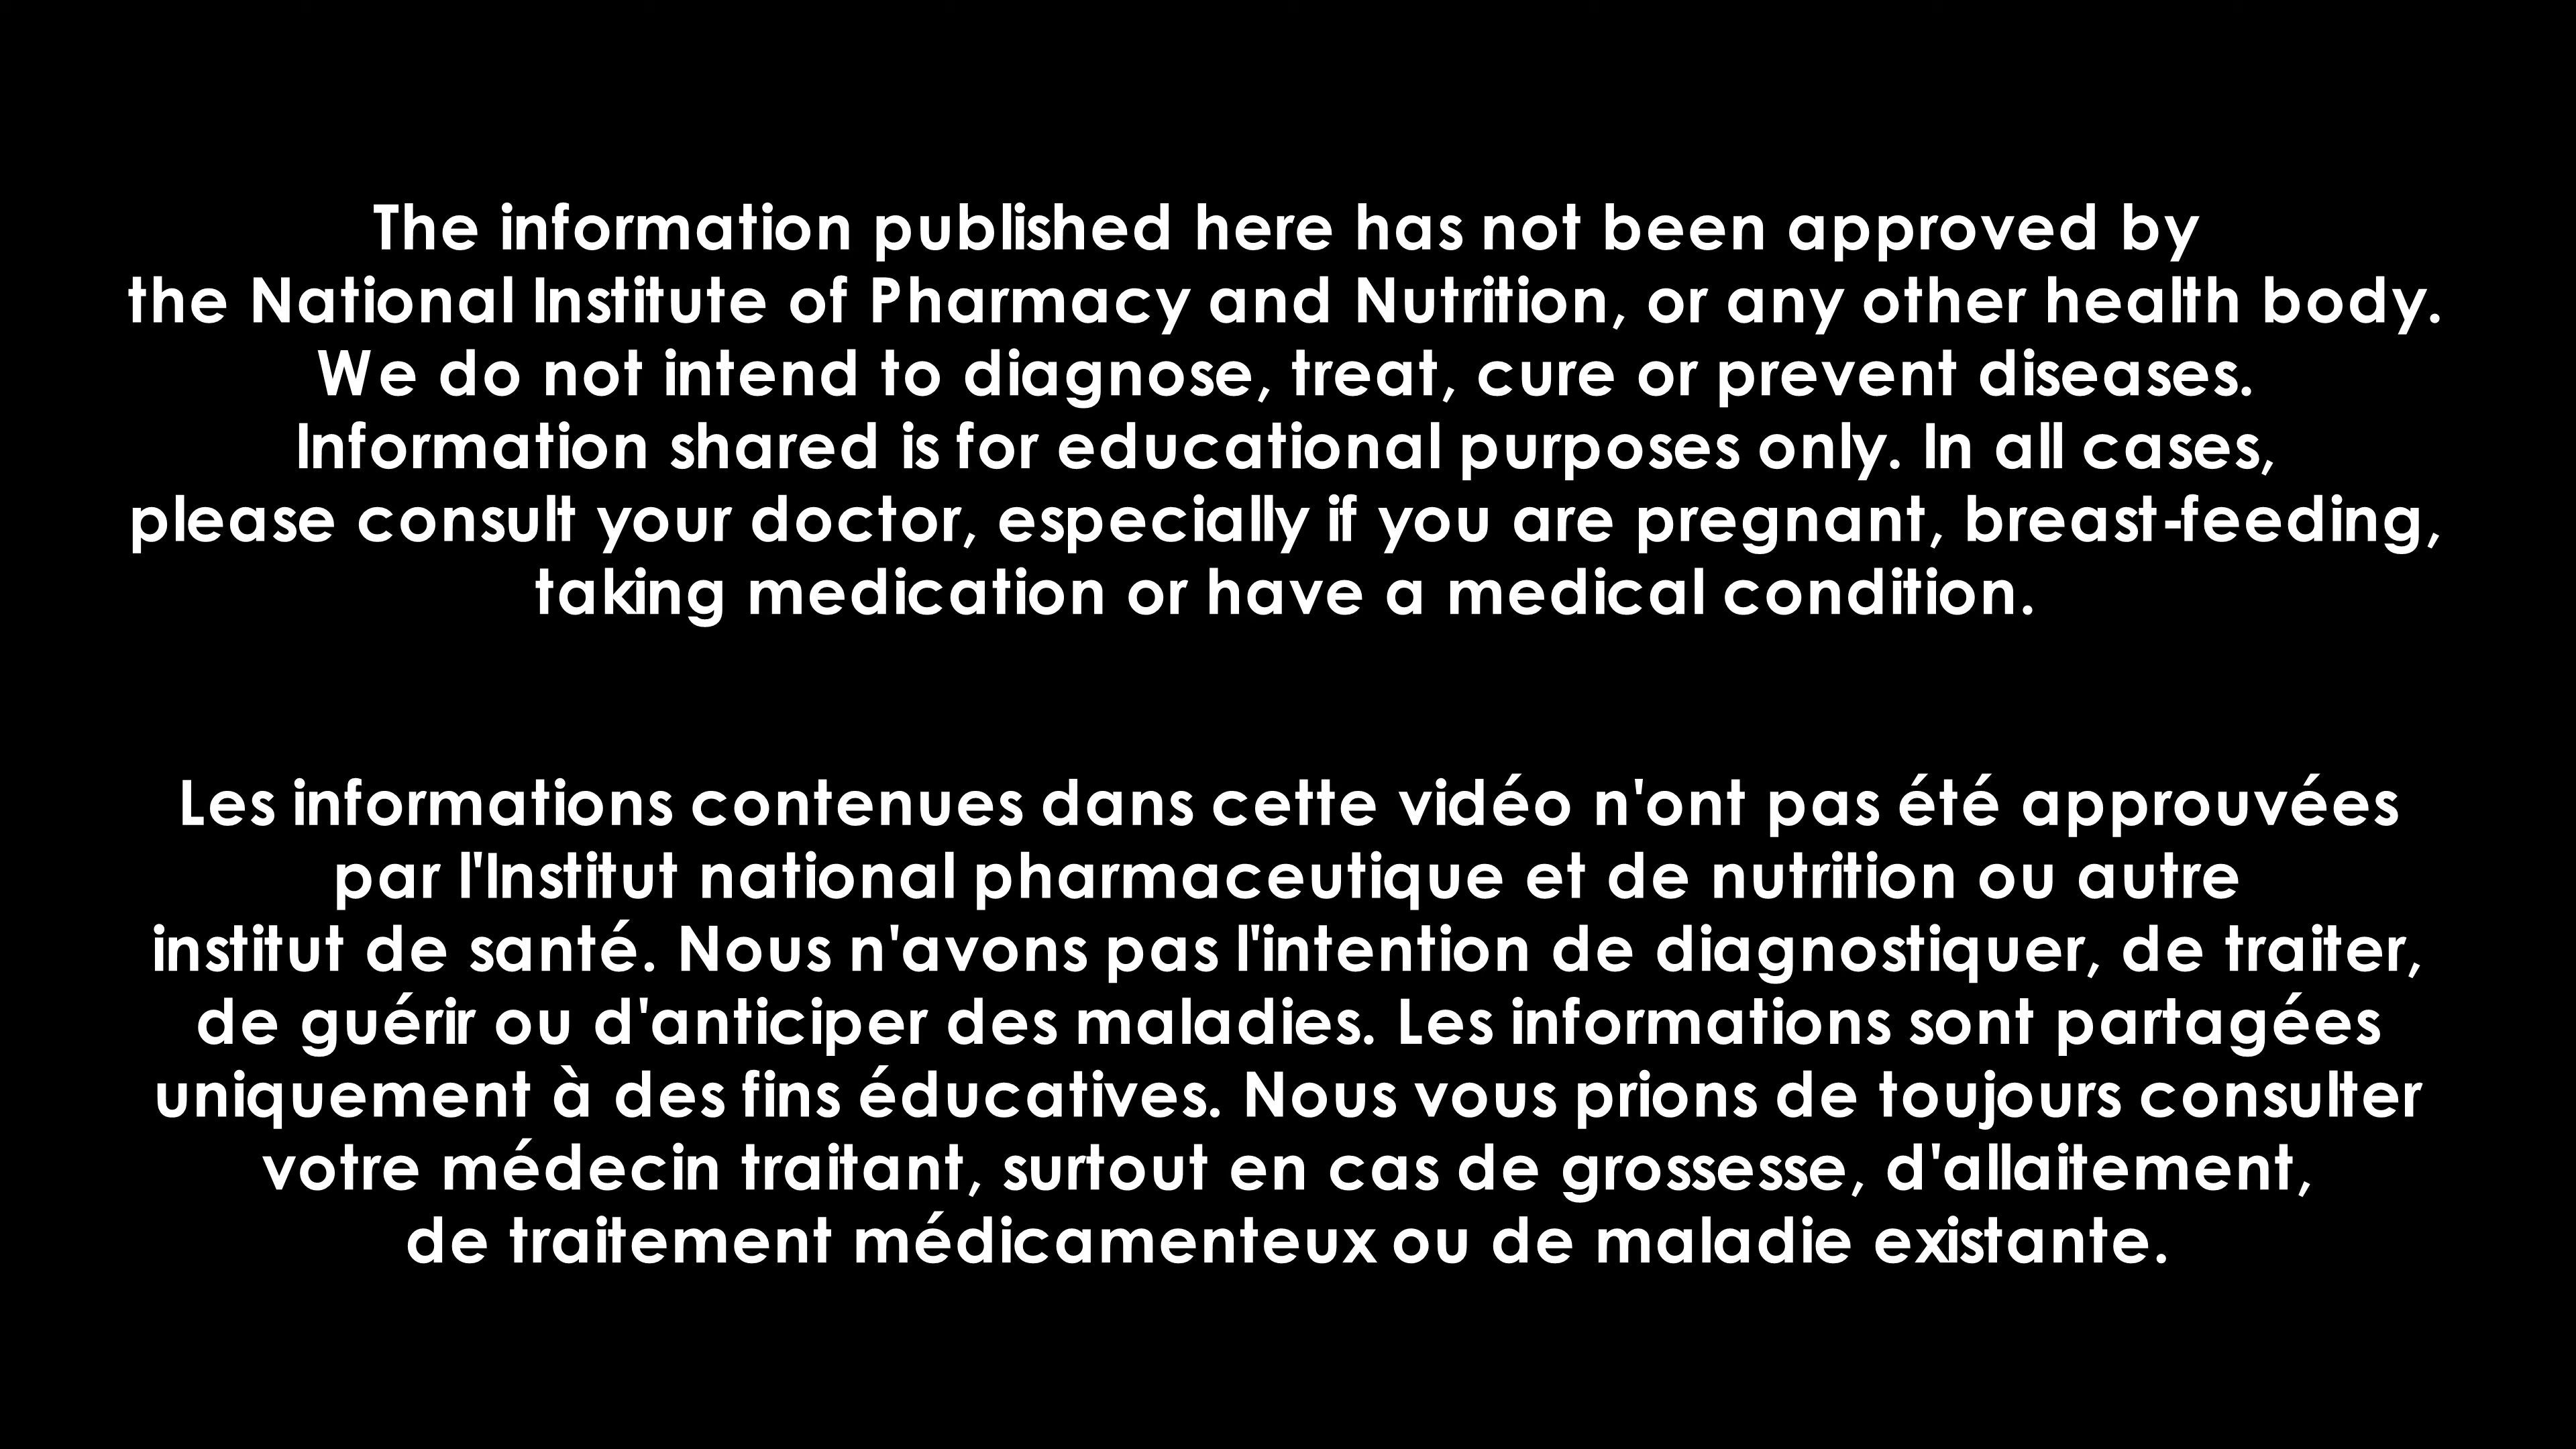 The information published here has not been approved by
the National Institute of Pharmacy and Nutrition, or any other health body.
We do not intend to diagnose, treat, cure or prevent diseases.
Information shared is for educational purposes only. In all cases,
please consult your doctor, especially if you are pregnant, breast-feeding,
taking medication or have a medical condition.
Les informations contenues dans cette vidéo n'ont pas été approuvées
par l'Institut national pharmaceutique et de nutrition ou autre
institut de santé. Nous n'avons pas l'intention de diagnostiquer, de traiter,
de guérir ou d'anticiper des maladies. Les informations sont partagées
uniquement à des fins éducatives. Nous vous prions de toujours consulter
votre médecin traitant, surtout en cas de grossesse, d'allaitement,
de traitement médicamenteux ou de maladie existante.